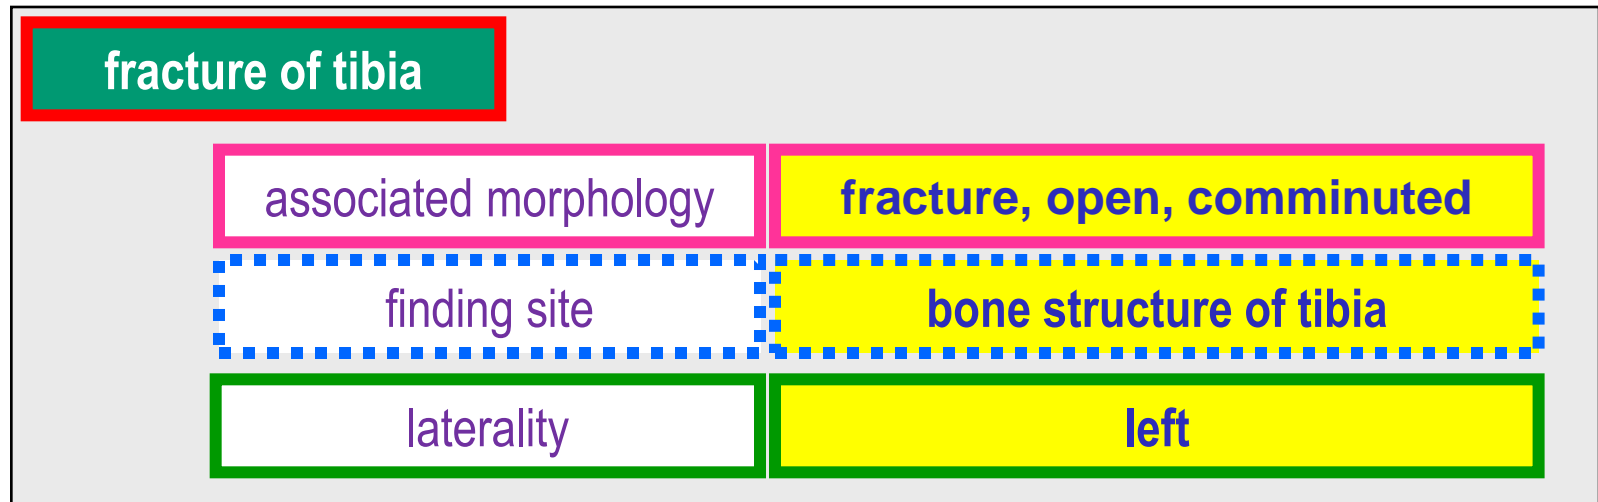 fracture of tibia
associated morphology fracture, open, comminuted
finding site bone structure of tibia
laterality left